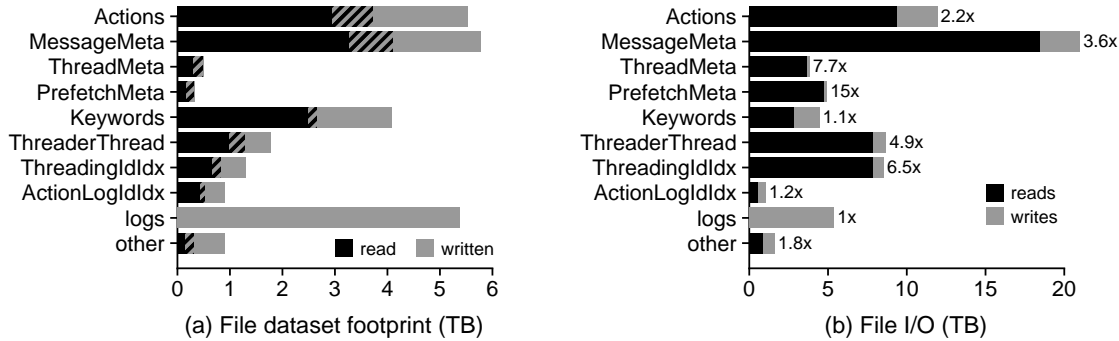 Actions
MessageMeta
ThreadMeta
PrefetchMeta
Keywords
ThreaderThread
ThreadingIdIdx
ActionLogIdIdx
logs
other
read written
0 1 2 3 4 5 6
(a) File dataset footprint (TB)
Actions 2.2x
MessageMeta 3.6x
ThreadMeta 7.7x
PrefetchMeta 15x
Keywords 1.1x
ThreaderThread 4.9x
ThreadingIdIdx 6.5x
ActionLogIdIdx 1.2x
logs 1x
other 1.8x
reads
writes
0 5 10 15 20
(b) File I/O (TB)